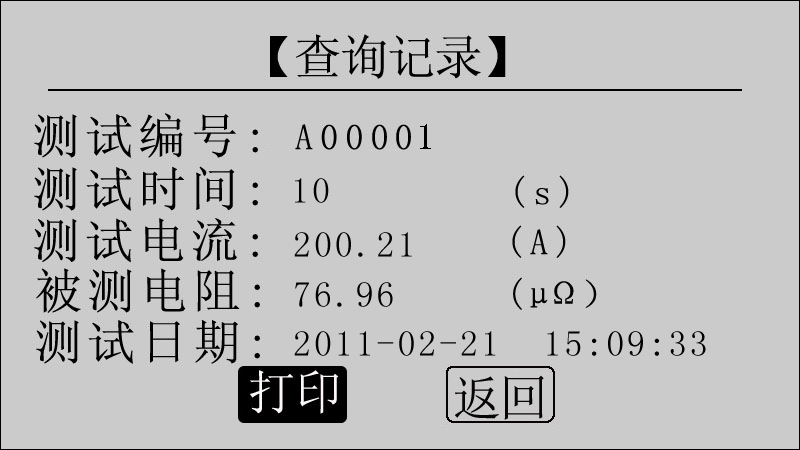 【查询记录】
测试编号: A00001
测试时间: 10 (s)
测试电流: 200.21 (A)
被测电阻: 76.96 (μΩ)
测试日期: 2011-02-21 15:09:33
打印 返回